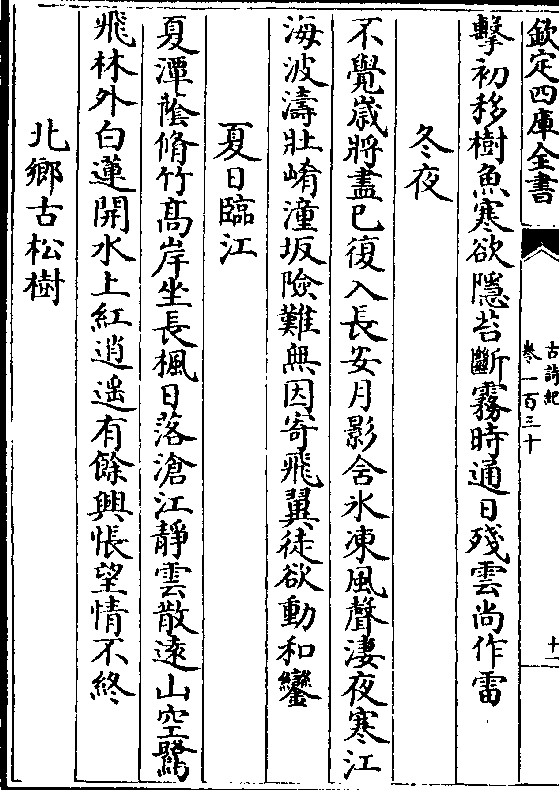 欽定四庫全書
古詩紀
卷一百三十
十一
擊初移樹魚寒欲隱苔斷霧時通日殘雲尚作雷
冬夜
不覺歳將盡已復入長安月影含氷凍風聲淒夜寒江
海波濤壯崤潼坂險難無因寄飛翼徒欲動和鑾
夏日臨江
夏潭蔭脩竹髙岸坐長楓日落滄江靜雲散逺山空鷺
飛林外白蓮開水上紅逍遥有餘興悵望情不終
北鄉古松樹